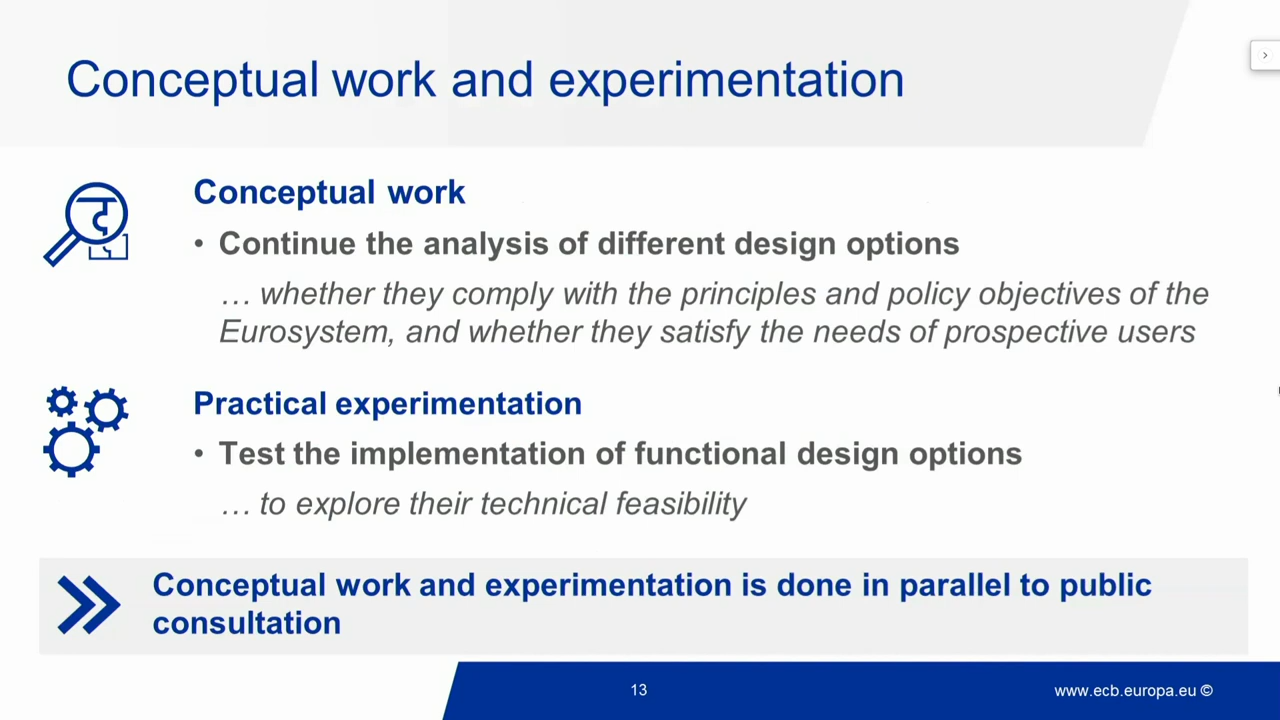 Conceptual work and experimentation
Conceptual work
• Continue the analysis of different design options
… whether they comply with the principles and policy objectives of the
Eurosystem, and whether they satisfy the needs of prospective users
Practical experimentation
• Test the implementation of functional design options
… to explore their technical feasibility
Conceptual work and experimentation is done in parallel to public
consultation
13
www.ecb.europa.eu ©